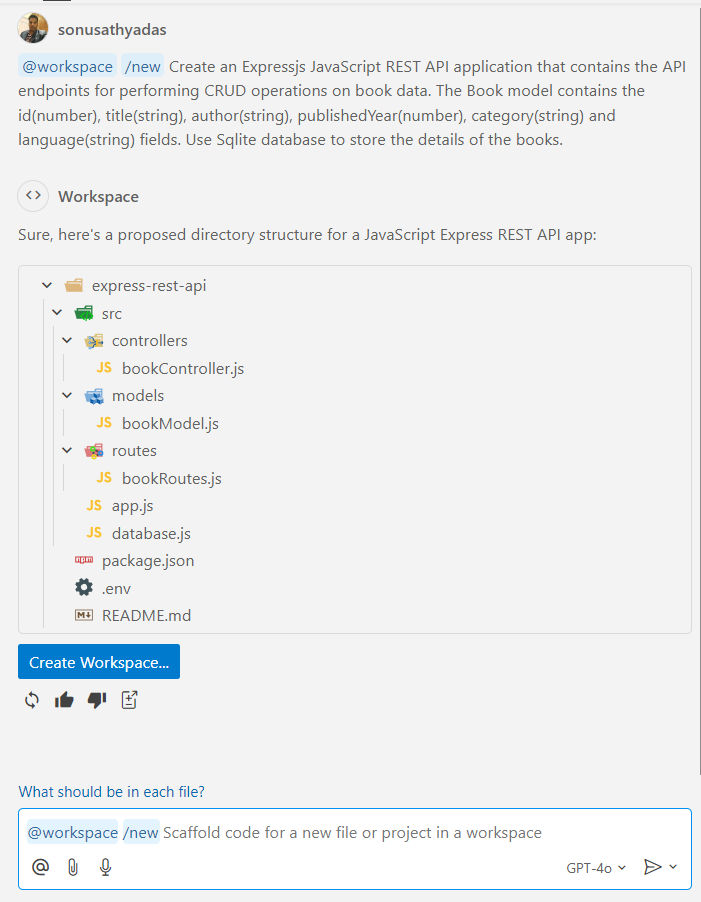 sonusathyadas
@workspace /new Create an Expressjs JavaScript REST API application that contains the API
endpoints for performing CRUD operations on book data. The Book model contains the
id(number), title(string), author(string), publishedYear(number), category(string) and
language(string) fields. Use Sqlite database to store the details of the books.
Workspace
Sure, here's a proposed directory structure for a JavaScript Express REST API app:
express-rest-api
src
controllers
JS bookController.js
models
JS bookModel.js
routes
JS bookRoutes.js
JS app.js
JS database.js
npm package.json
.env
M README.md
Create Workspace...
What should be in each file?
@workspace /new Scaffold code for a new file or project in a workspace
GPT-4o